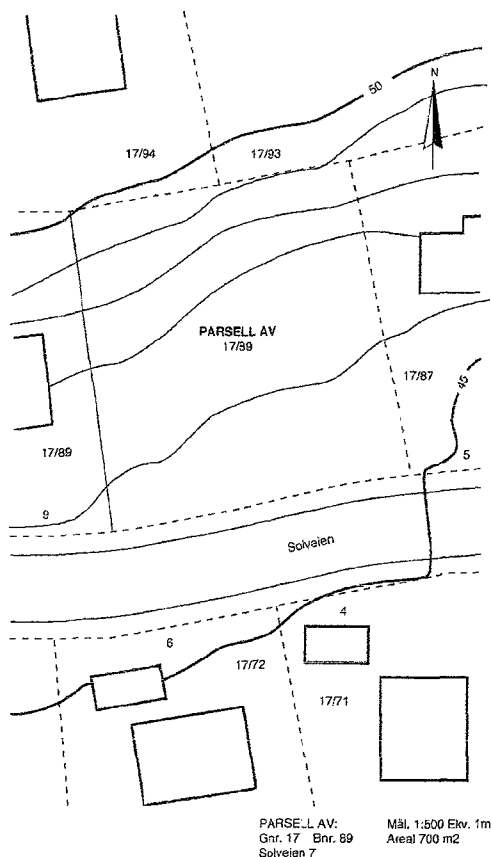 50
N
17/94
17/93
PARSELL AV
17/89
17/87
45
17/89
5
9
Solveien
4
6
17/72
17/71
PARSELL AV: Mål. 1:500 Ekv. 1m
Gnr. 17 Bnr. 89 Areal 700 m2
Solveien 7